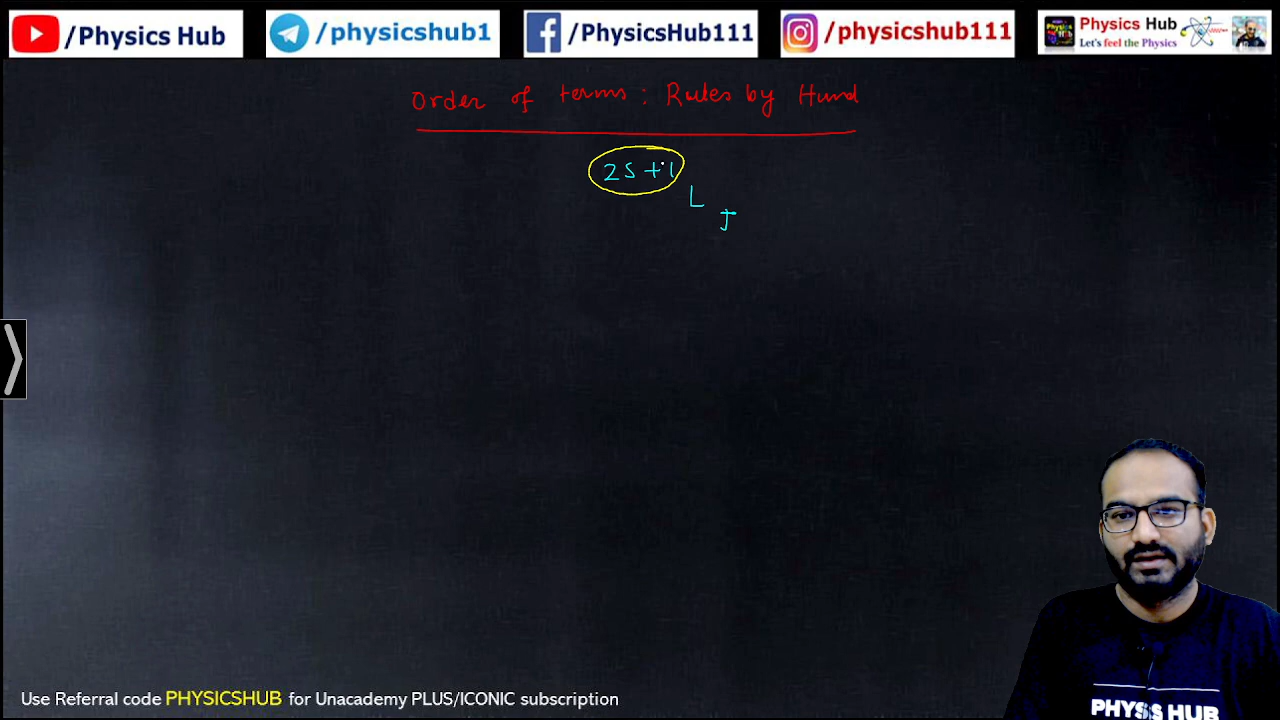 /Physics Hub
/physicshub1
/PhysicsHub111
/physicshub111
Physics Hub
Let's feel the Physics
Order of terms: Rules by Hund
2S+1
L
J
Use Referral code PHYSICSHUB for Unacademy PLUS/ICONIC subscription
PHYSICS HUB